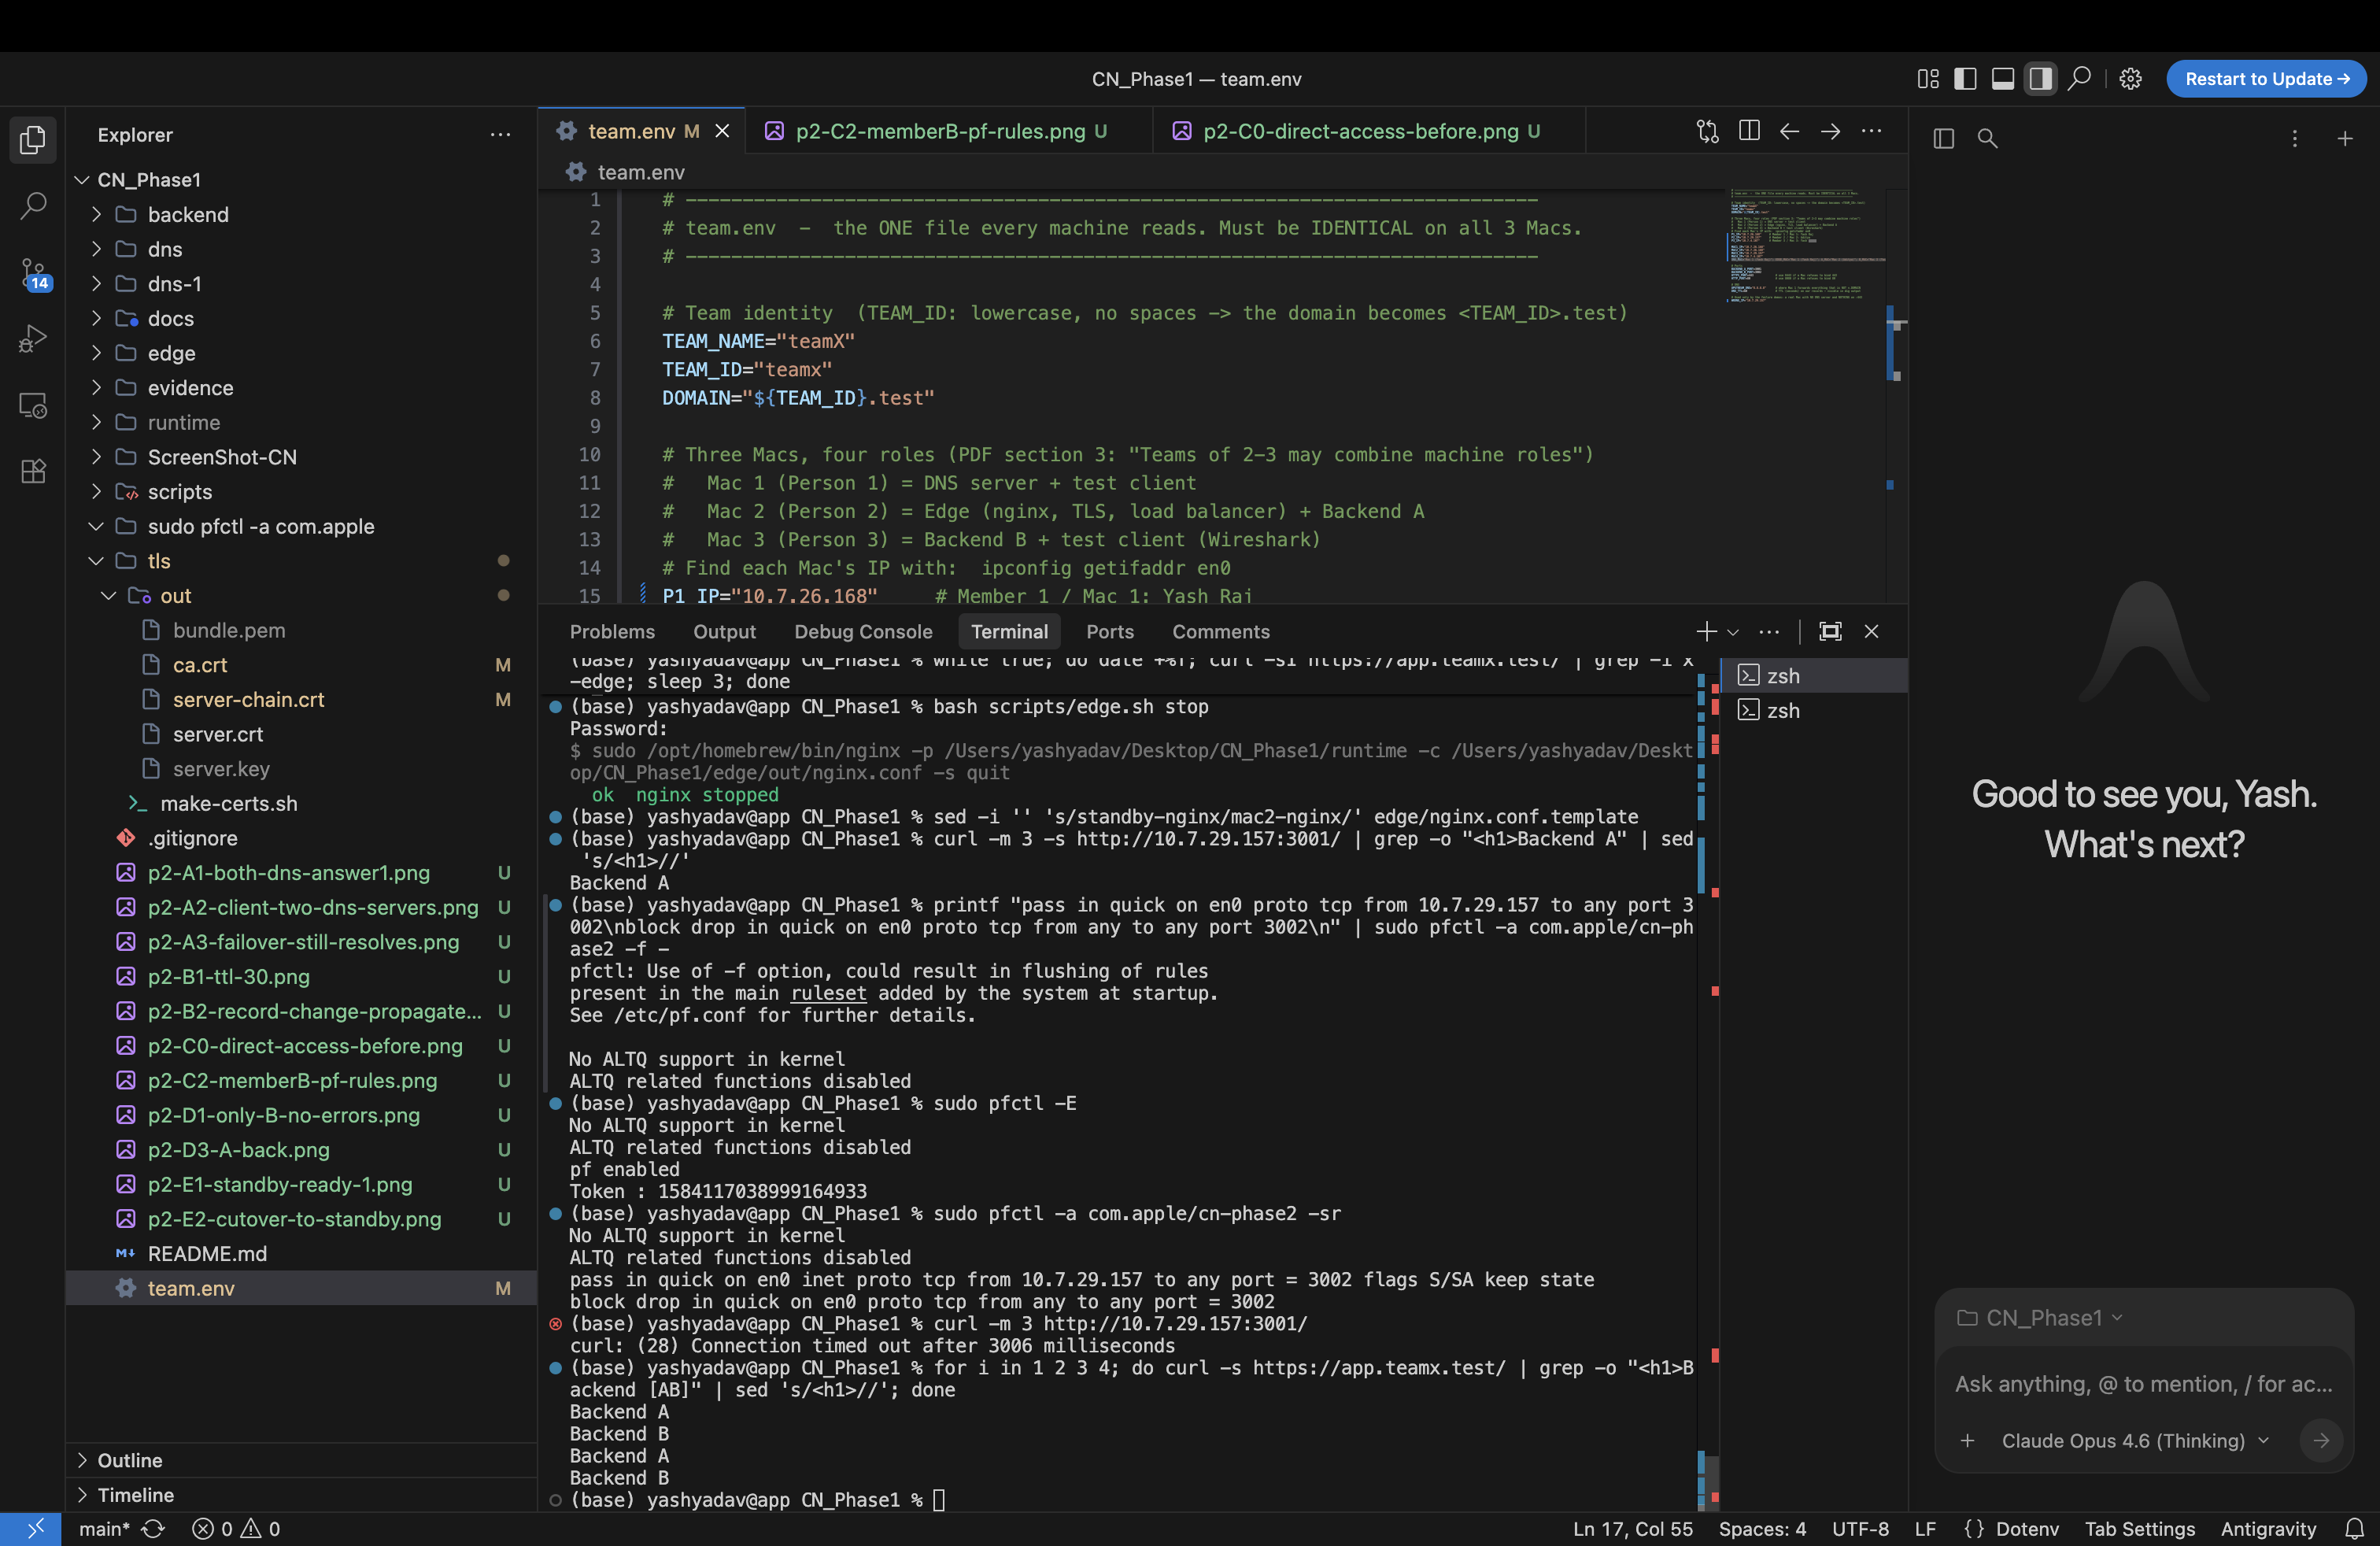 CN_Phase1 — team.env
Restart to Update →
Explorer
team.env M
p2-C2-memberB-pf-rules.png U
p2-C0-direct-access-before.png U
team.env
14
CN_Phase1
backend
dns
dns-1
docs
edge
evidence
runtime
ScreenShot-CN
scripts
sudo pfctl -a com.apple
tls
out
bundle.pem
ca.crt M
server-chain.crt M
server.crt
server.key
make-certs.sh
.gitignore
p2-A1-both-dns-answer1.png U
p2-A2-client-two-dns-servers.png U
p2-A3-failover-still-resolves.png U
p2-B1-ttl-30.png U
p2-B2-record-change-propagate... U
p2-C0-direct-access-before.png U
p2-C2-memberB-pf-rules.png U
p2-D1-only-B-no-errors.png U
p2-D3-A-back.png U
p2-E1-standby-ready-1.png U
p2-E2-cutover-to-standby.png U
README.md
team.env M
Outline
Timeline
1 # ----------------------------------------------------------------------------
2 # team.env - the ONE file every machine reads. Must be IDENTICAL on all 3 Macs.
3 # ----------------------------------------------------------------------------
4
5 # Team identity (TEAM_ID: lowercase, no spaces -> the domain becomes <TEAM_ID>.test)
6 TEAM_NAME="teamX"
7 TEAM_ID="teamx"
8 DOMAIN="${TEAM_ID}.test"
9
10 # Three Macs, four roles (PDF section 3: "Teams of 2-3 may combine machine roles")
11 # Mac 1 (Person 1) = DNS server + test client
12 # Mac 2 (Person 2) = Edge (nginx, TLS, load balancer) + Backend A
13 # Mac 3 (Person 3) = Backend B + test client (Wireshark)
14 # Find each Mac's IP with: ipconfig getifaddr en0
15 P1_IP="10.7.26.168" # Member 1 / Mac 1: Yash Raj
Problems Output Debug Console Terminal Ports Comments
zsh
zsh
(base) yashyadav@app CN_Phase1 % while true; do date +%T; curl -sI https://app.teamx.test/ | grep -i x
-edge; sleep 3; done
(base) yashyadav@app CN_Phase1 % bash scripts/edge.sh stop
Password:
$ sudo /opt/homebrew/bin/nginx -p /Users/yashyadav/Desktop/CN_Phase1/runtime -c /Users/yashyadav/Deskt
op/CN_Phase1/edge/out/nginx.conf -s quit
ok nginx stopped
(base) yashyadav@app CN_Phase1 % sed -i '' 's/standby-nginx/mac2-nginx/' edge/nginx.conf.template
(base) yashyadav@app CN_Phase1 % curl -m 3 -s http://10.7.29.157:3001/ | grep -o "<h1>Backend A" | sed
's/<h1>//'
Backend A
(base) yashyadav@app CN_Phase1 % printf "pass in quick on en0 proto tcp from 10.7.29.157 to any port 3
002\nblock drop in quick on en0 proto tcp from any to any port 3002\n" | sudo pfctl -a com.apple/cn-ph
ase2 -f -
pfctl: Use of -f option, could result in flushing of rules
present in the main ruleset added by the system at startup.
See /etc/pf.conf for further details.

No ALTQ support in kernel
ALTQ related functions disabled
(base) yashyadav@app CN_Phase1 % sudo pfctl -E
No ALTQ support in kernel
ALTQ related functions disabled
pf enabled
Token : 1584117038999164933
(base) yashyadav@app CN_Phase1 % sudo pfctl -a com.apple/cn-phase2 -sr
No ALTQ support in kernel
ALTQ related functions disabled
pass in quick on en0 inet proto tcp from 10.7.29.157 to any port = 3002 flags S/SA keep state
block drop in quick on en0 proto tcp from any to any port = 3002
(base) yashyadav@app CN_Phase1 % curl -m 3 http://10.7.29.157:3001/
curl: (28) Connection timed out after 3006 milliseconds
(base) yashyadav@app CN_Phase1 % for i in 1 2 3 4; do curl -s https://app.teamx.test/ | grep -o "<h1>B
ackend [AB]" | sed 's/<h1>//'; done
Backend A
Backend B
Backend A
Backend B
(base) yashyadav@app CN_Phase1 %
Good to see you, Yash.
What's next?
CN_Phase1
Ask anything, @ to mention, / for ac...
Claude Opus 4.6 (Thinking)
main* 0 0
Ln 17, Col 55 Spaces: 4 UTF-8 LF {} Dotenv Tab Settings Antigravity